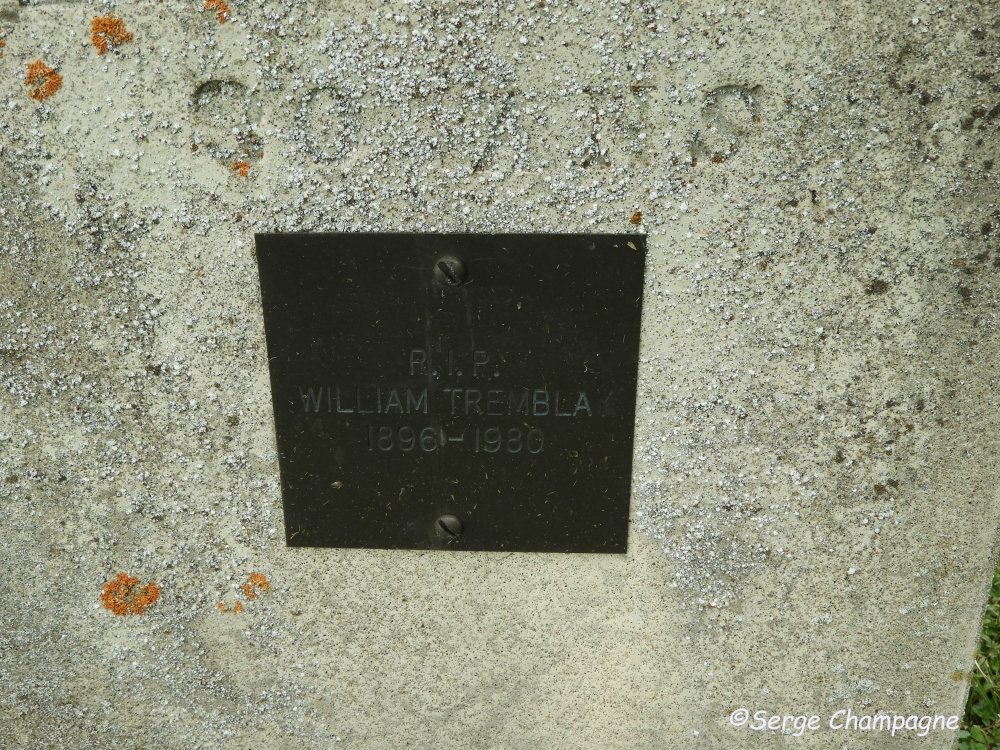 R.I.P.
WILLIAM TREMBLAY
1896-1980
©Serge Champagne